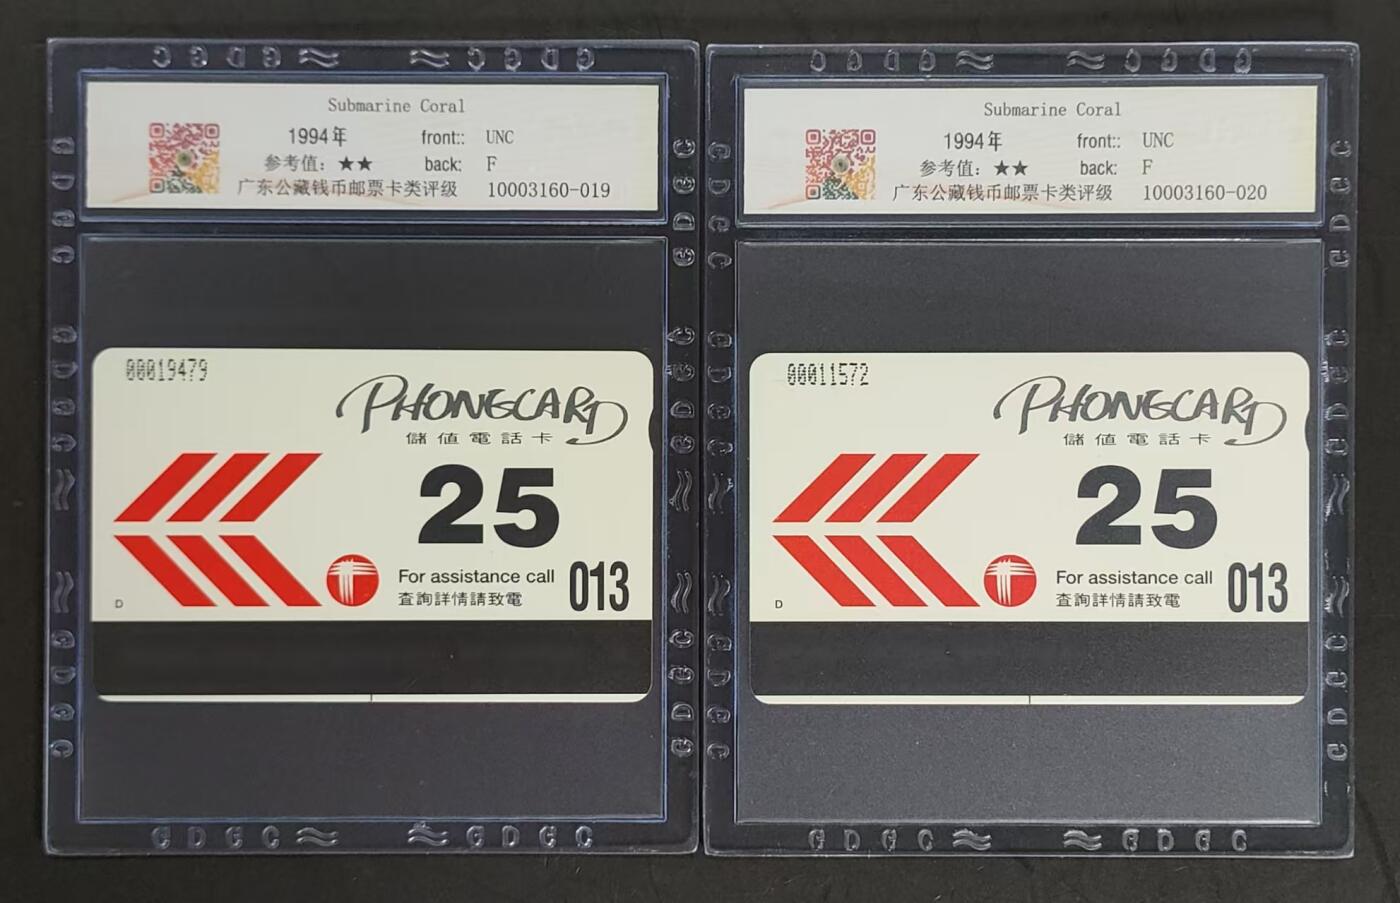 Submarine Coral
1994年 front:: UNC
参考值：★★ back: F
广东公藏钱币邮票卡类评级 10003160-019
00019479
PHONECARD
儲值電話卡
25
For assistance call
查詢詳情請致電
013
D
Submarine Coral
1994年 front:: UNC
参考值：★★ back: F
广东公藏钱币邮票卡类评级 10003160-020
00011572
PHONECARD
儲值電話卡
25
For assistance call
查詢詳情請致電
013
D